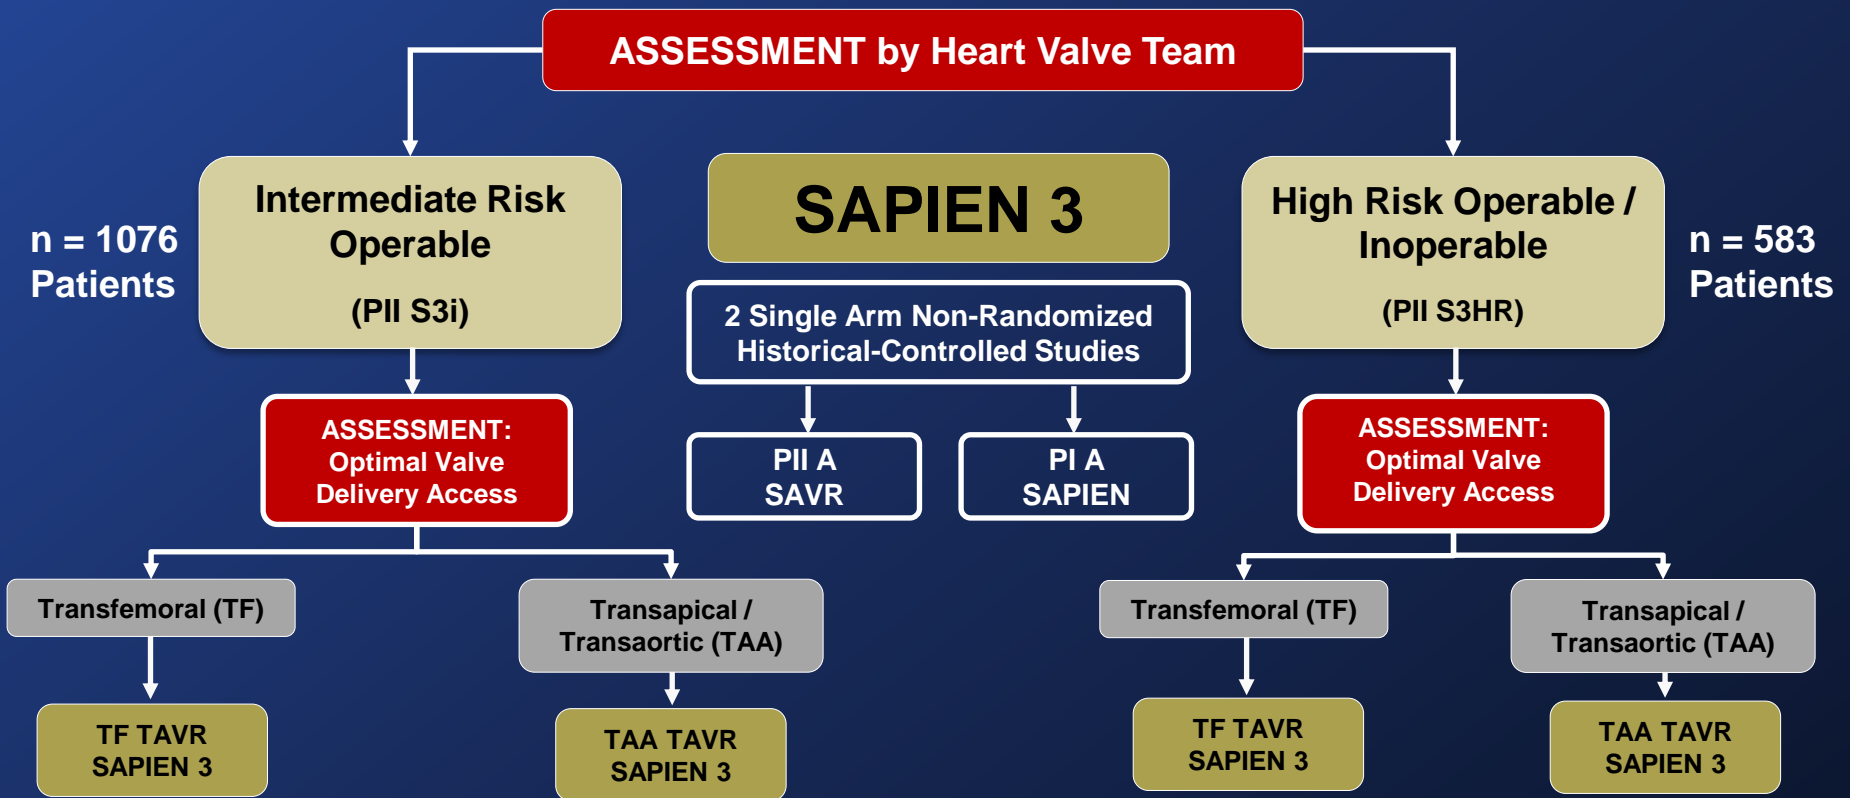 ASSESSMENT by Heart Valve Team
n = 1076
Patients
Intermediate Risk
Operable
(PII S3i)
SAPIEN 3
2 Single Arm Non-Randomized
Historical-Controlled Studies
PII A
SAVR
PI A
SAPIEN
High Risk Operable /
Inoperable
(PII S3HR)
n = 583
Patients
ASSESSMENT:
Optimal Valve
Delivery Access
ASSESSMENT:
Optimal Valve
Delivery Access
Transfemoral (TF)
Transapical /
Transaortic (TAA)
Transfemoral (TF)
Transapical /
Transaortic (TAA)
TF TAVR
SAPIEN 3
TAA TAVR
SAPIEN 3
TF TAVR
SAPIEN 3
TAA TAVR
SAPIEN 3